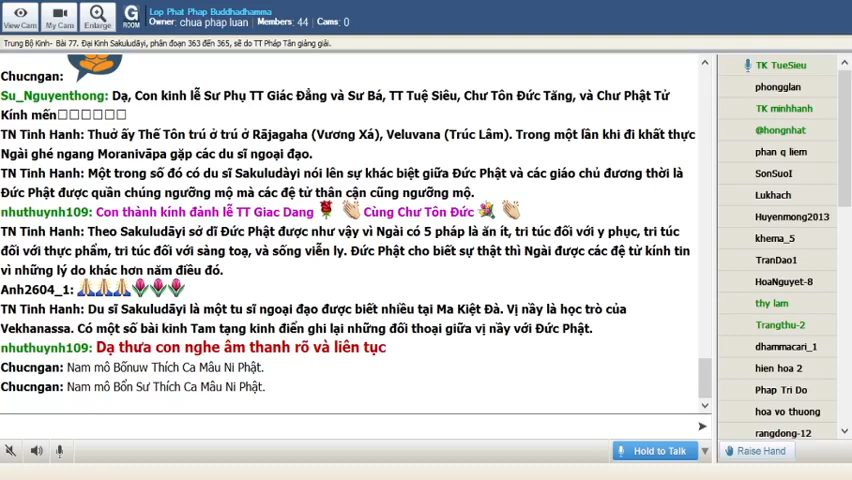 Lop Phat Phap Buddhadhamma
Owner: chua phap luan Members: 44 Cams: 0
View Cam
My Cam
Enlarge
G
ROOM
Trung Bộ Kinh- Bài 77. Đại Kinh Sakuludāyi, phân đoạn 363 đến 365, sẽ do TT Pháp Tân giảng giải.
Chucngan:
Su_Nguyenthong: Dạ, Con kinh lễ Sư Phụ TT Giác Đẳng và Sư Bá, TT Tuệ Siêu, Chư Tôn Đức Tăng, và Chư Phật Tử
Kính mến
TN Tinh Hanh: Thuở ấy Thế Tôn trú ở trú ở Rājagaha (Vương Xá), Veluvana (Trúc Lâm). Trong một lần khi đi khất thực
Ngài ghé ngang Moranivāpa gặp các du sĩ ngoại đạo.
TN Tinh Hanh: Một trong số đó có du sĩ Sakuludàyi nói lên sự khác biệt giữa Đức Phật và các giáo chủ đương thời là
Đức Phật được quần chúng ngưỡng mộ mà các đệ tử thân cận cũng ngưỡng mộ.
nhuthuynh109: Con thành kính đảnh lễ TT Giac Dang Cùng Chư Tôn Đức
TN Tinh Hanh: Theo Sakuludāyi sở dĩ Đức Phật được như vậy vì Ngài có 5 pháp là ăn ít, tri túc đối với y phục, tri túc
đối với thực phẩm, tri túc đối với sàng toạ, và sống viễn ly. Đức Phật cho biết sự thật thì Ngài được các đệ tử kính tin
vì những lý do khác hơn năm điều đó.
Anh2604_1:
TN Tinh Hanh: Du sĩ Sakuludāyi là một tu sĩ ngoại đạo được biết nhiều tại Ma Kiệt Đà. Vị nầy là học trò của
Vekhanassa. Có một số bài kinh Tam tạng kinh điển ghi lại những đối thoại giữa vị nầy với Đức Phật.
nhuthuynh109: Dạ thưa con nghe âm thanh rõ và liên tục
Chucngan: Nam mô Bốnuw Thích Ca Mâu Ni Phật.
Chucngan: Nam mô Bổn Sư Thích Ca Mâu Ni Phật.
Hold to Talk
TK TueSieu
phongglan
TK minhhanh
@hongnhat
phan q liem
SonSuoI
Lukhach
Huyenmong2013
khema_5
TranDao1
HoaNguyet-8
thy lam
Trangthu-2
dhammacari_1
hien hoa 2
Phap Tri Do
hoa vo thuong
rangdong-12
Raise Hand